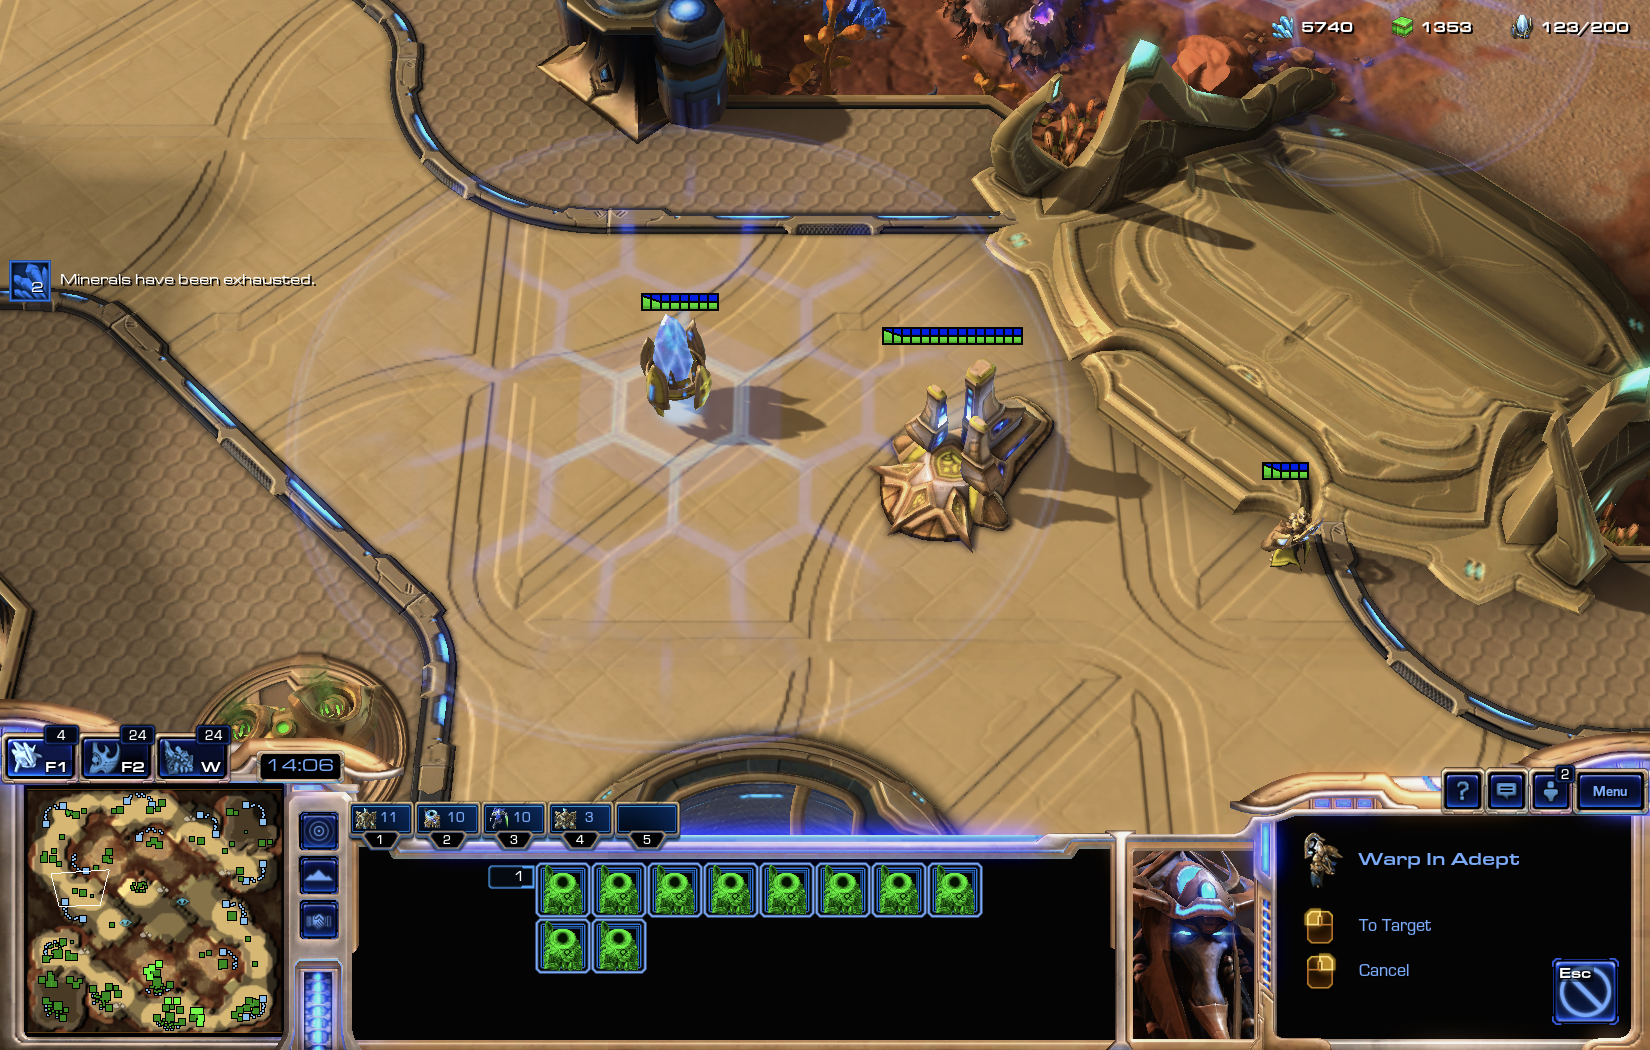 5740 1353 123/200
2 Minerals have been exhausted.
4 24 24
F1 F2 W
14:06
11 10 10 3
1 2 3 4 5
1
2
? Menu
Warp In Adept
To Target
Cancel
Esc